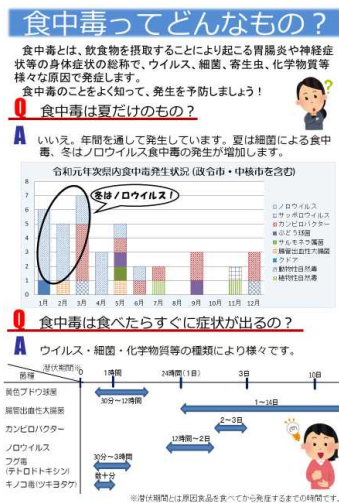 食中毒ってどんなもの?
食中毒とは、飲食物を摂取することにより起こる胃腸炎や神経症
状等の身体症状の総称で、ウイルス、細菌、寄生虫、化学物質等
様々な原因で発症します。
食中毒のことをよく知って、発生を予防しましょう!
Q 食中毒は夏だけのもの?
A いいえ。年間を通して発生しています。夏は細菌による食中
毒、冬はノロウイルス食中毒の発生が増加します。
令和元年次県内食中毒発生状況(政令市・中核市を含む)
冬はノロウイルス!
8
7
6
5
4
3
2
1
0
1月 2月 3月 4月 5月 6月 7月 8月 9月 10月 11月 12月
ノロウイルス
サッポロウイルス
カンピロバクター
ぶどう球菌
サルモネラ属菌
腸管出血性大腸菌
クドア
動物性自然毒
植物性自然毒
Q 食中毒は食べたらすぐに症状が出るの?
A ウイルス・細菌・化学物質等の種類により様々です。
潜伏期間※ 0 1時間 24時間(1日) 3日 10日
菌種
黄色ブドウ球菌 30分~12時間
腸管出血性大腸菌 1~14日
カンピロバクター 2~3日
ノロウイルス 12時間~2日
フグ毒
(テトロドトキシン) 30分~3時間
キノコ毒(ツキヨタケ) 数十分
※潜伏期間とは原因食品を食べてから発症するまでの時間です。